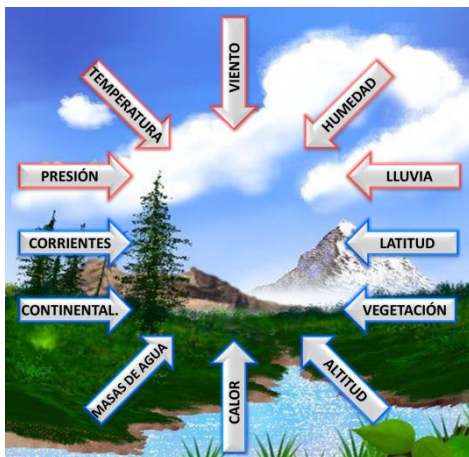 VIENTO
TEMPERATURA
HUMEDAD
PRESIÓN
LLUVIA
CORRIENTES
LATITUD
CONTINENTAL.
VEGETACIÓN
MASAS DE AGUA
CALOR
ALTITUD